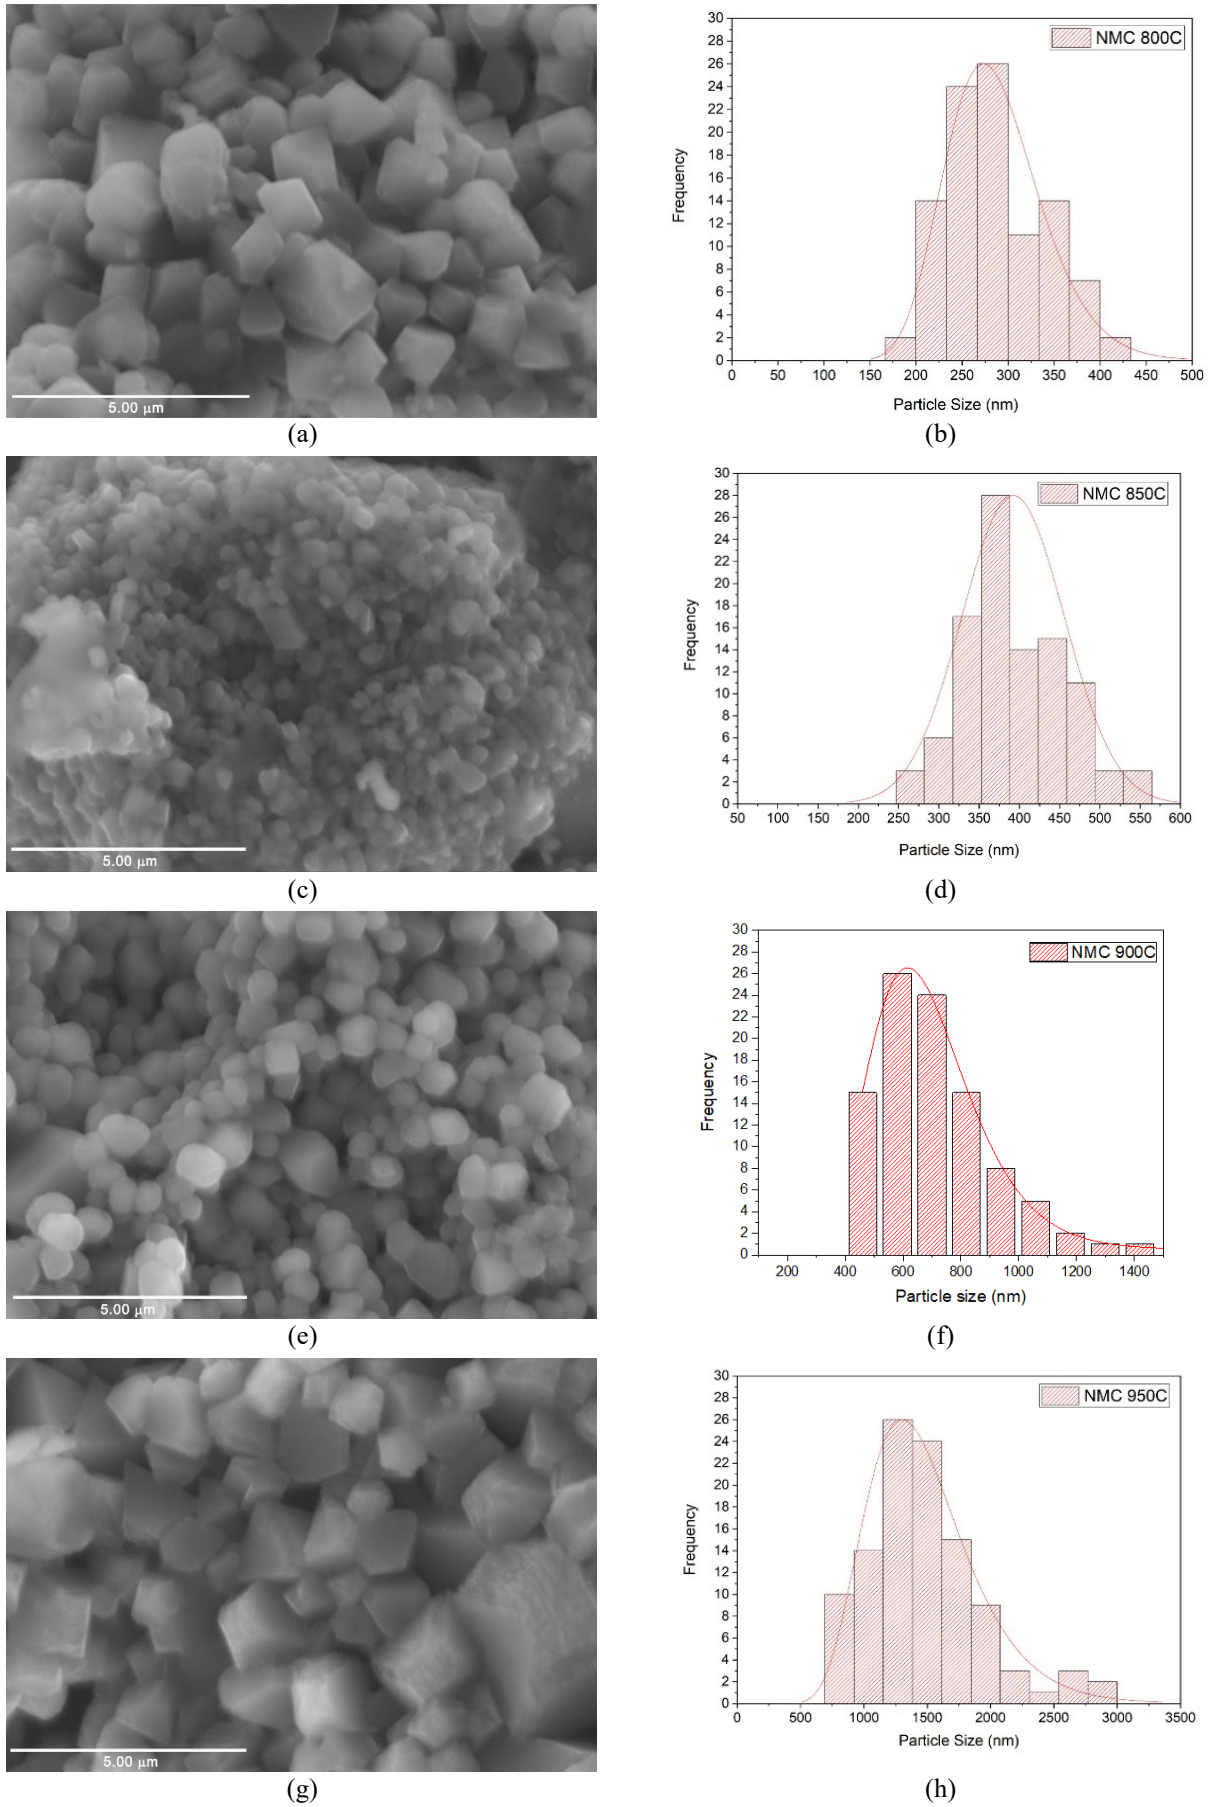 5.00 μm
(a)
NMC 800C
Frequency
30
28
26
24
22
20
18
16
14
12
10
8
6
4
2
0
0 50 100 150 200 250 300 350 400 450 500
Particle Size (nm)
(b)
5.00 μm
(c)
NMC 850C
Frequency
30
28
26
24
22
20
18
16
14
12
10
8
6
4
2
0
50 100 150 200 250 300 350 400 450 500 550 600
Particle Size (nm)
(d)
5.00 μm
(e)
NMC 900C
Frequency
30
28
26
24
22
20
18
16
14
12
10
8
6
4
2
0
200 400 600 800 1000 1200 1400
Particle size (nm)
(f)
5.00 μm
(g)
NMC 950C
Frequency
30
28
26
24
22
20
18
16
14
12
10
8
6
4
2
0
0 500 1000 1500 2000 2500 3000 3500
Particle Size (nm)
(h)